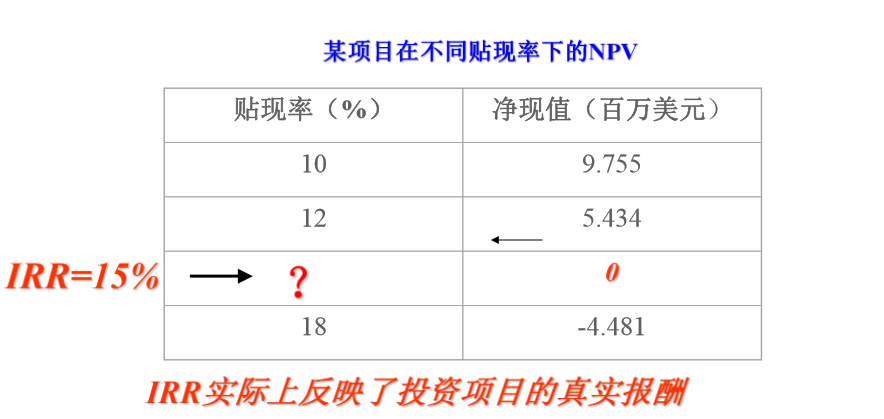 某项目在不同贴现率下的NPV
贴现率（%） 净现值（百万美元）
10 9.755
12 5.434
IRR=15% ？ 0
18 -4.481
IRR实际上反映了投资项目的真实报酬